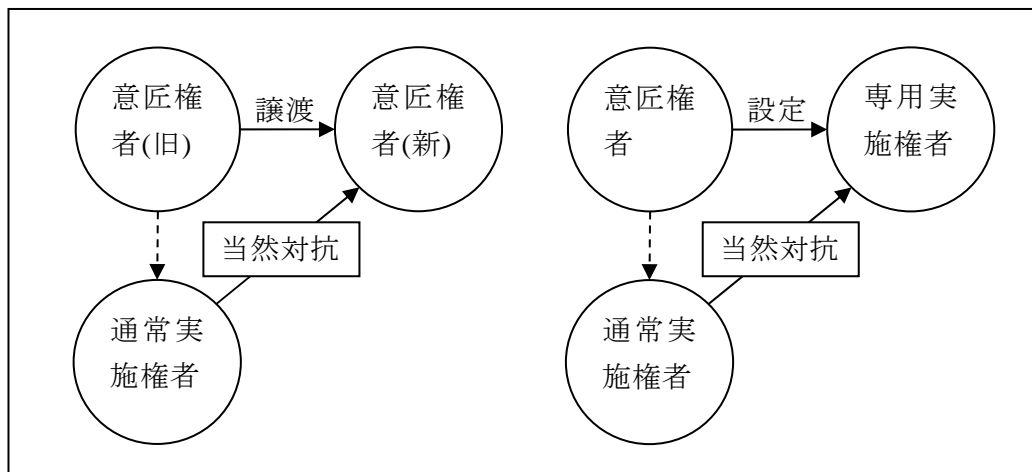 意匠権
者(旧)
譲渡
意匠権
者(新)
当然対抗
通常実
施権者
意匠権
者
設定
専用実
施権者
当然対抗
通常実
施権者